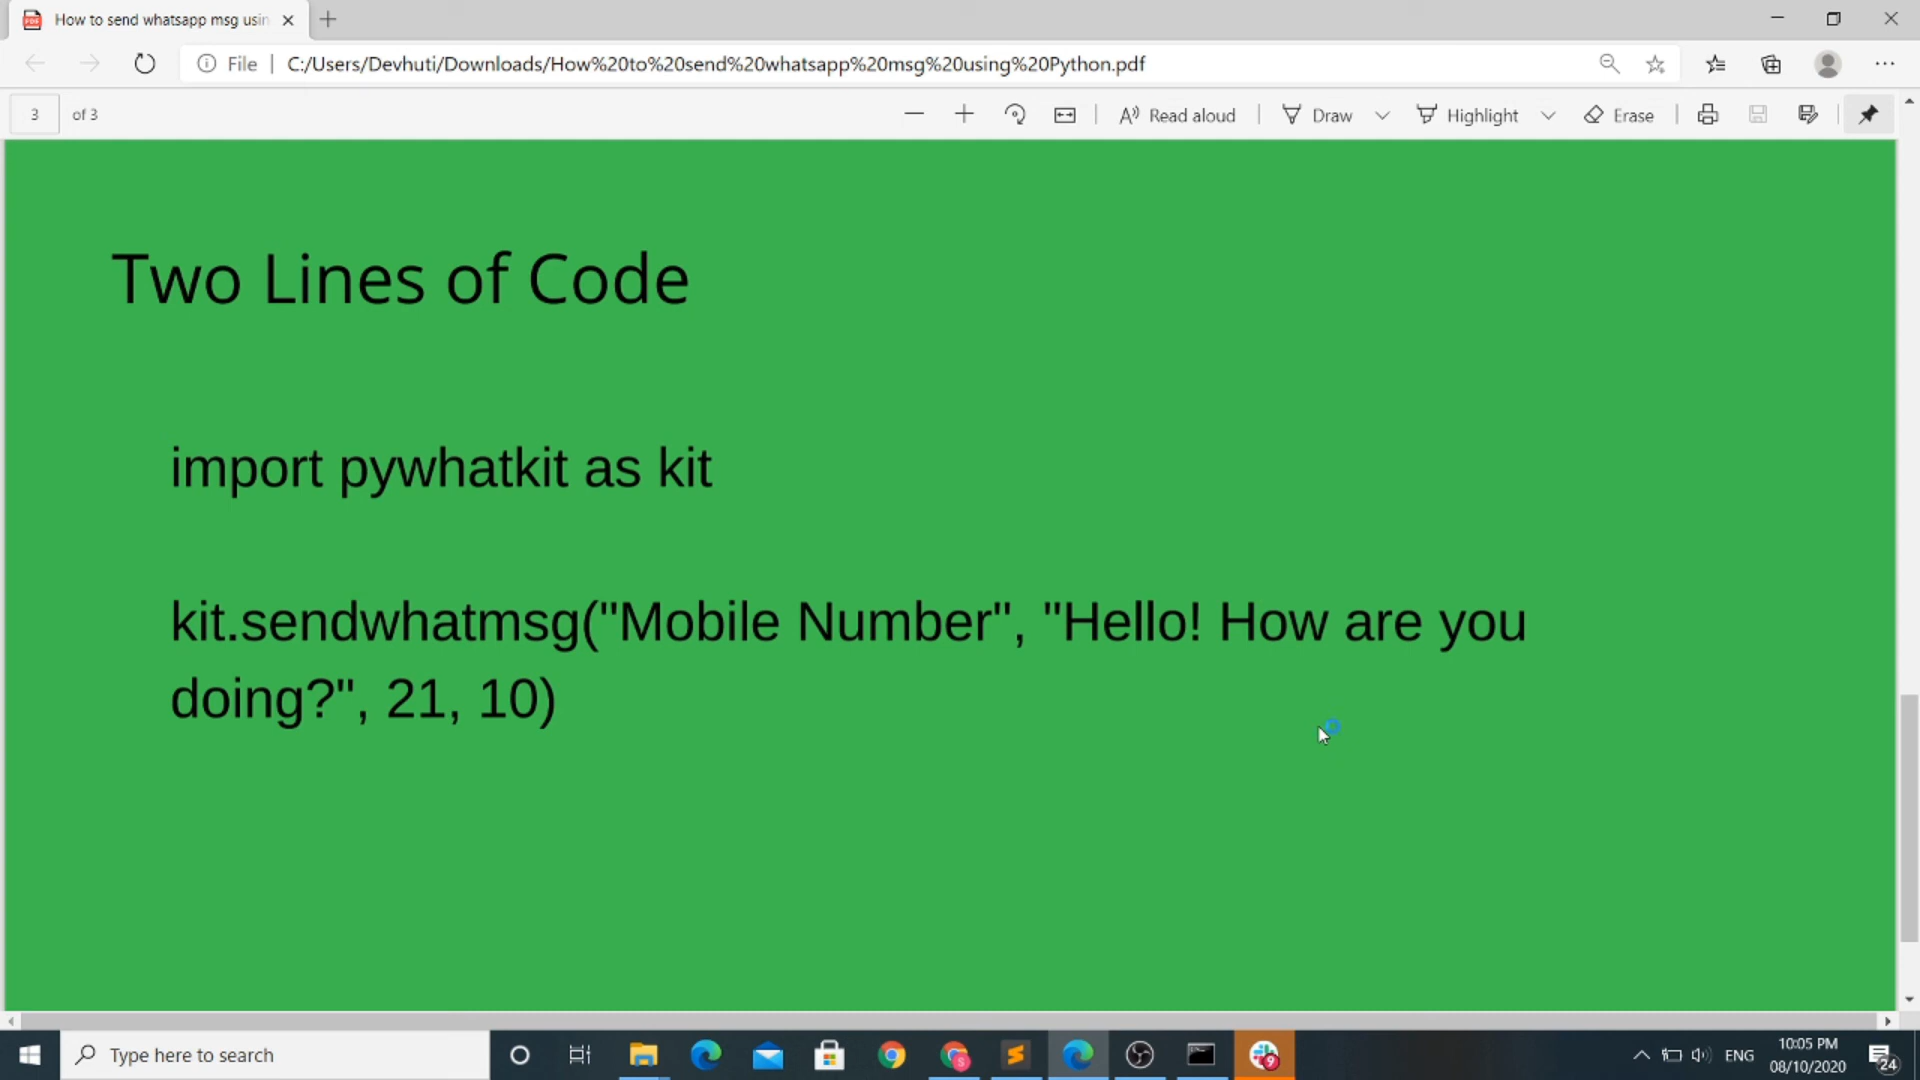 How to send whatsapp msg usin
File
C:/Users/Devhuti/Downloads/How%20to%20send%20whatsapp%20msg%20using%20Python.pdf
3 of 3
Read aloud
Draw
Highlight
Erase
Two Lines of Code
import pywhatkit as kit
kit.sendwhatmsg("Mobile Number", "Hello! How are you
doing?", 21, 10)
Type here to search
9
ENG
10:05 PM
08/10/2020
24